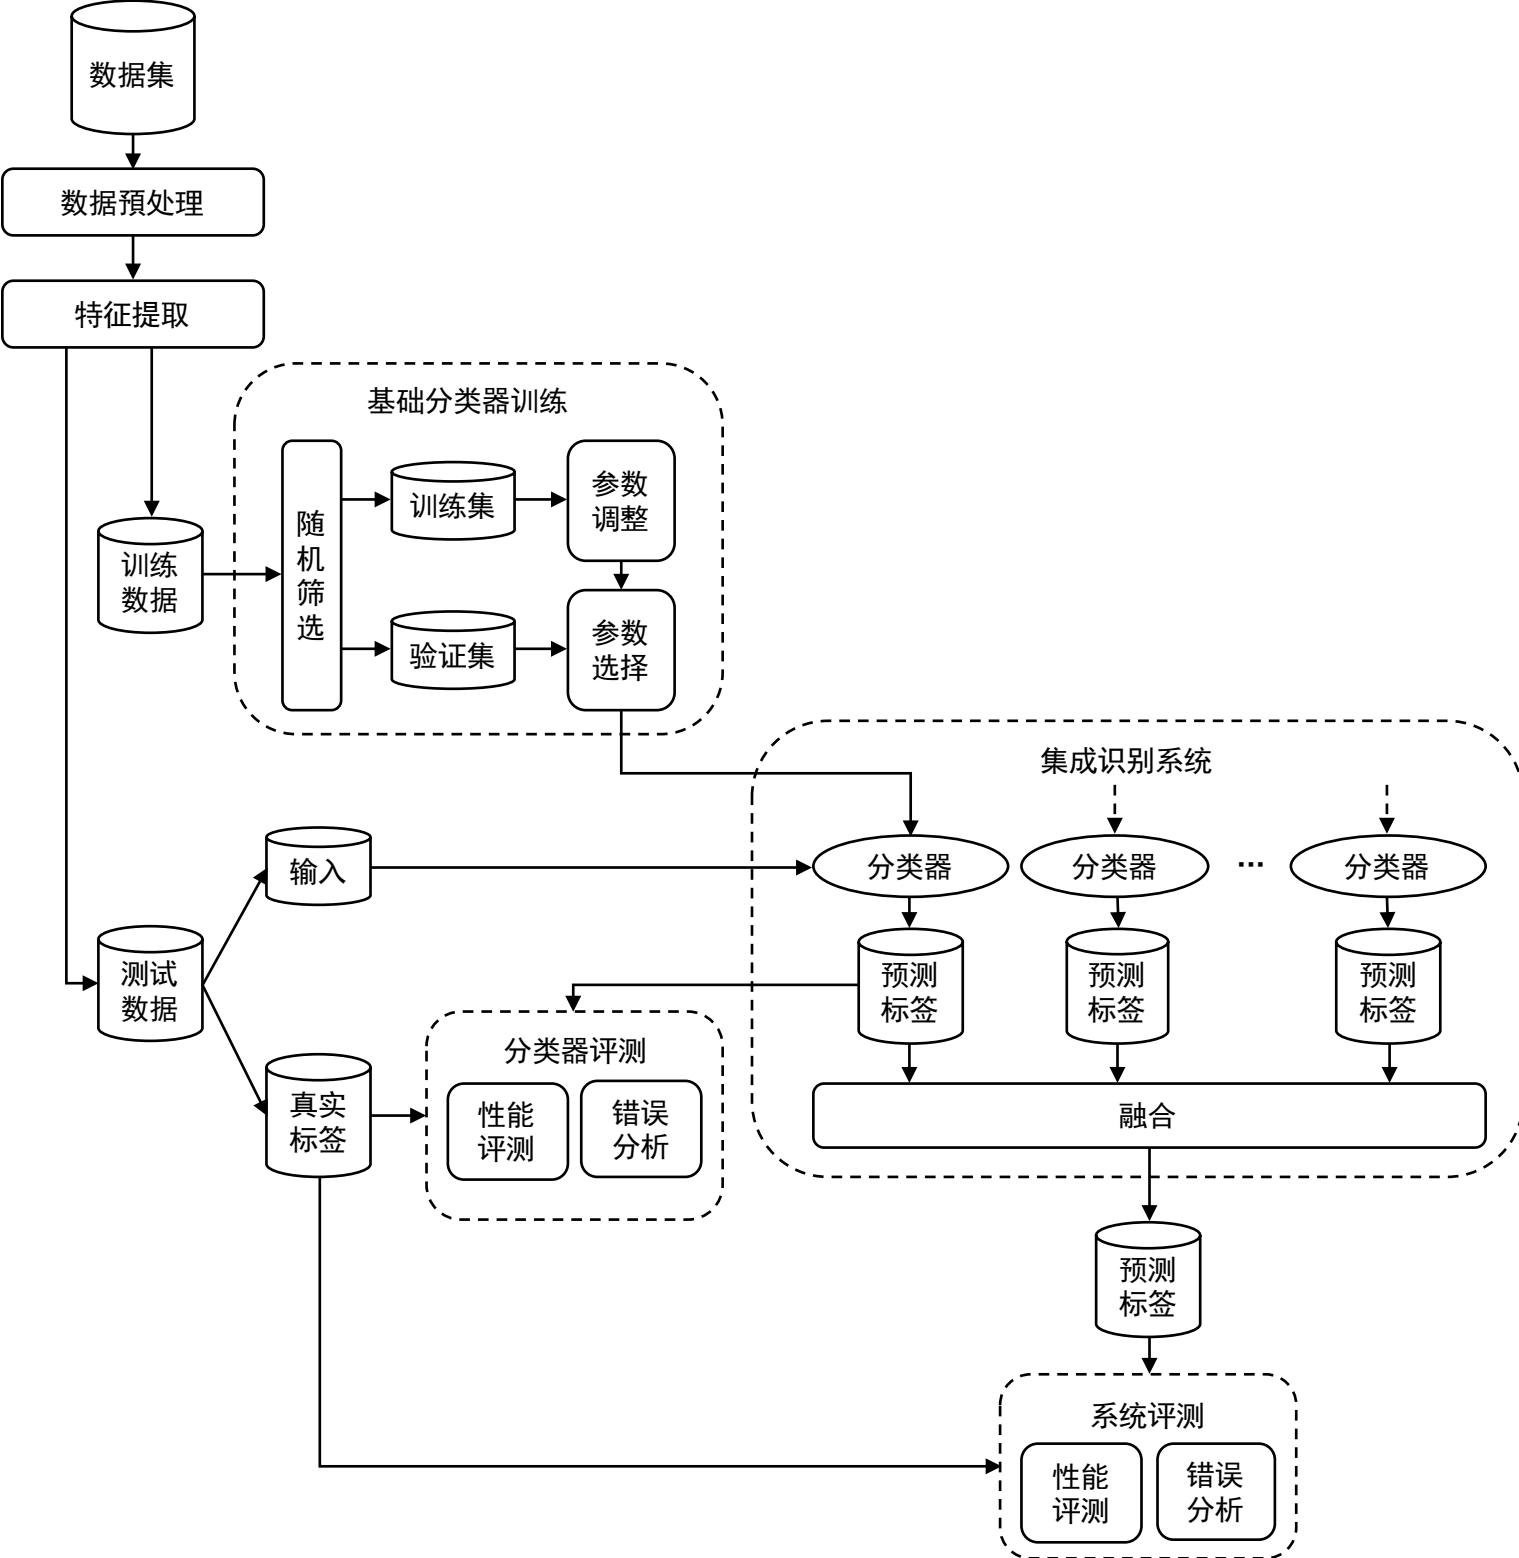 数据集
数据預处理
特征提取
基础分类器训练
随
机
筛
选
训练集
参数
调整
训练
数据
验证集
参数
选择
集成识别系统
输入
分类器
分类器
...
分类器
测试
数据
预测
标签
预测
标签
预测
标签
分类器评测
性能
评测
错误
分析
真实
标签
融合
预测
标签
系统评测
性能
评测
错误
分析